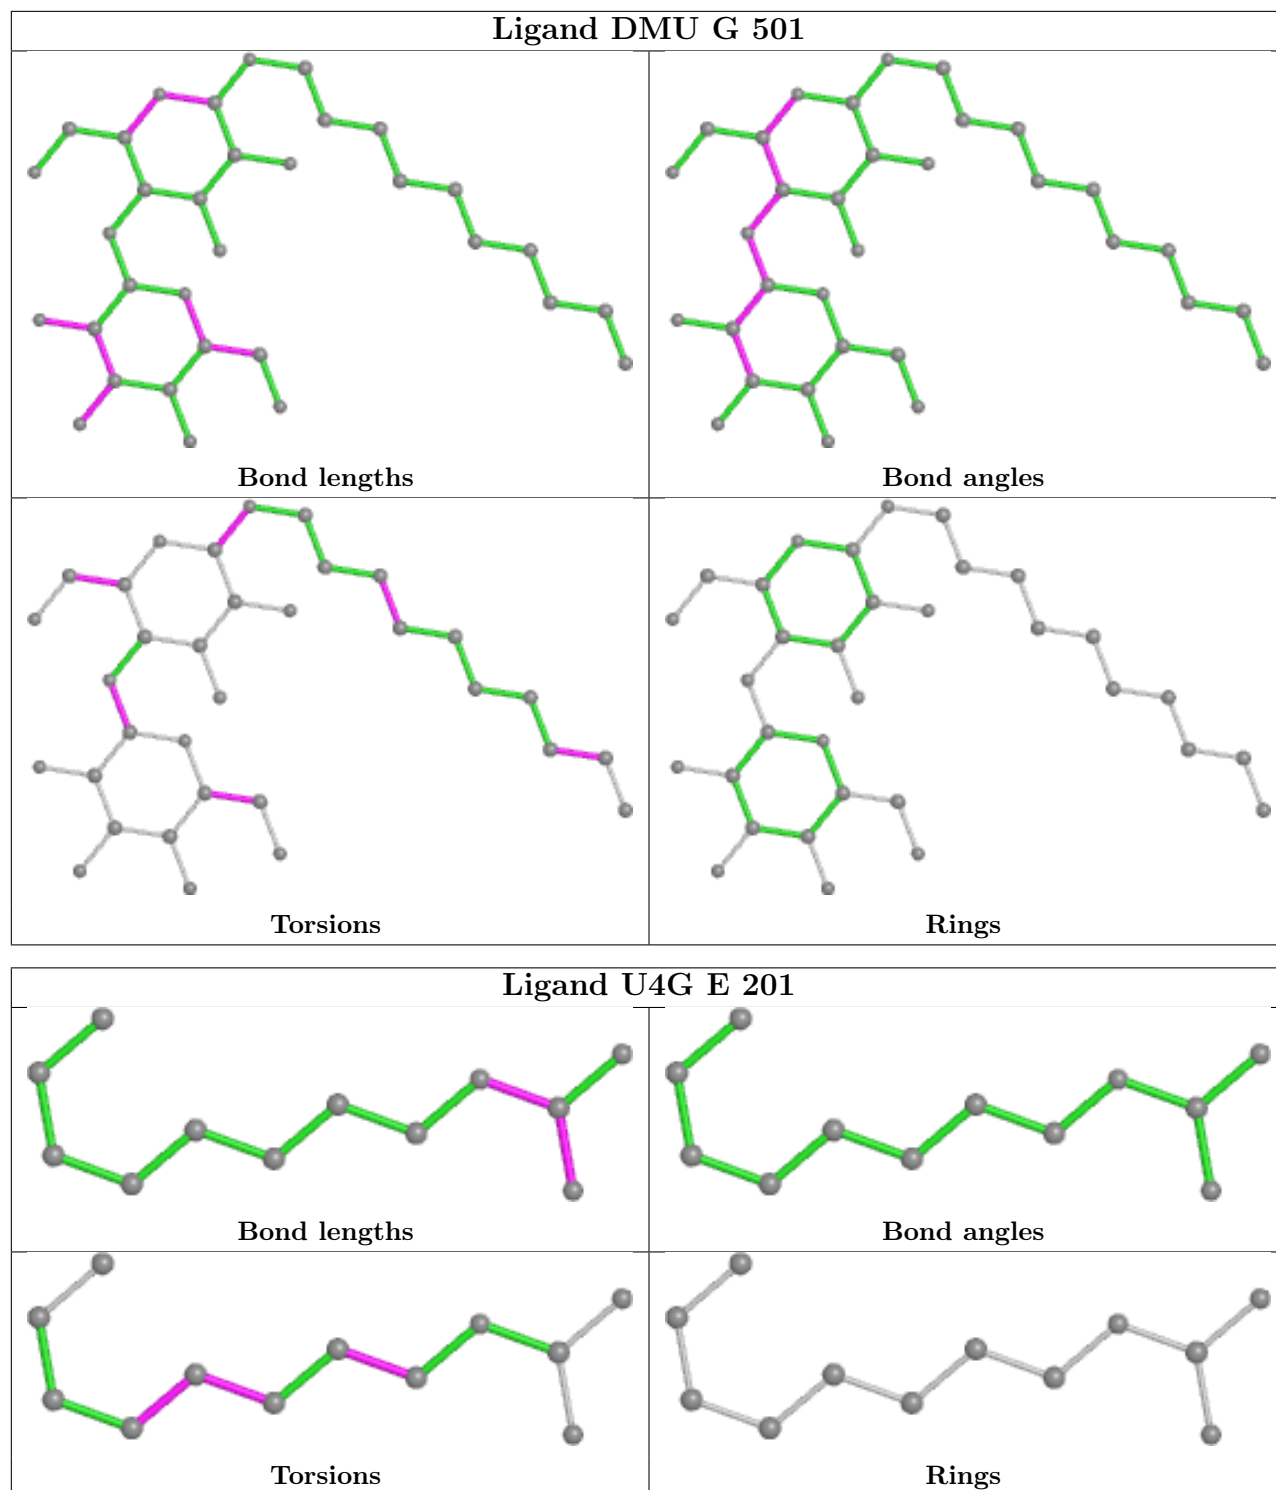 Ligand DMU G 501
Bond lengths
Bond angles
Torsions
Rings
Ligand U4G E 201
Bond lengths
Bond angles
Torsions
Rings